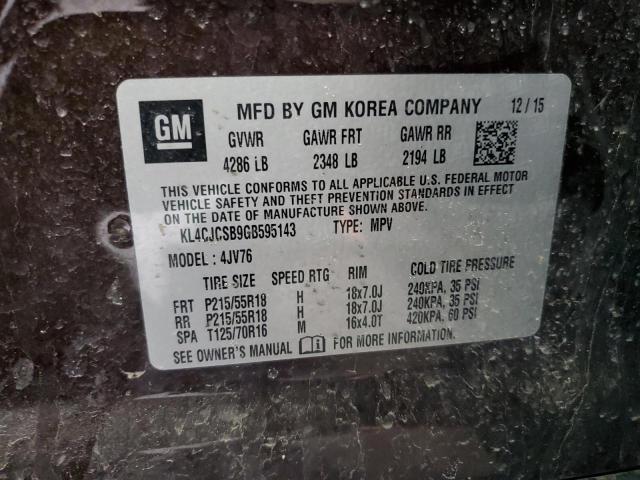 GM
MFD BY GM KOREA COMPANY 12/15
GVWR GAWR FRT GAWR RR
4286 LB 2348 LB 2194 LB
THIS VEHICLE CONFORMS TO ALL APPLICABLE U.S. FEDERAL MOTOR
VEHICLE SAFETY AND THEFT PREVENTION STANDARDS IN EFFECT
ON THE DATE OF MANUFACTURE SHOWN ABOVE.
KL4CJCSB9GB595143 TYPE: MPV
MODEL : 4JV76
TIRE SIZE SPEED RTG RIM COLD TIRE PRESSURE
FRT P215/55R18 H 18x7.0J 240KPA, 35 PSI
RR P215/55R18 H 18x7.0J 240KPA, 35 PSI
SPA T125/70R16 M 16x4.0T 420KPA, 60 PSI
SEE OWNER'S MANUAL FOR MORE INFORMATION.